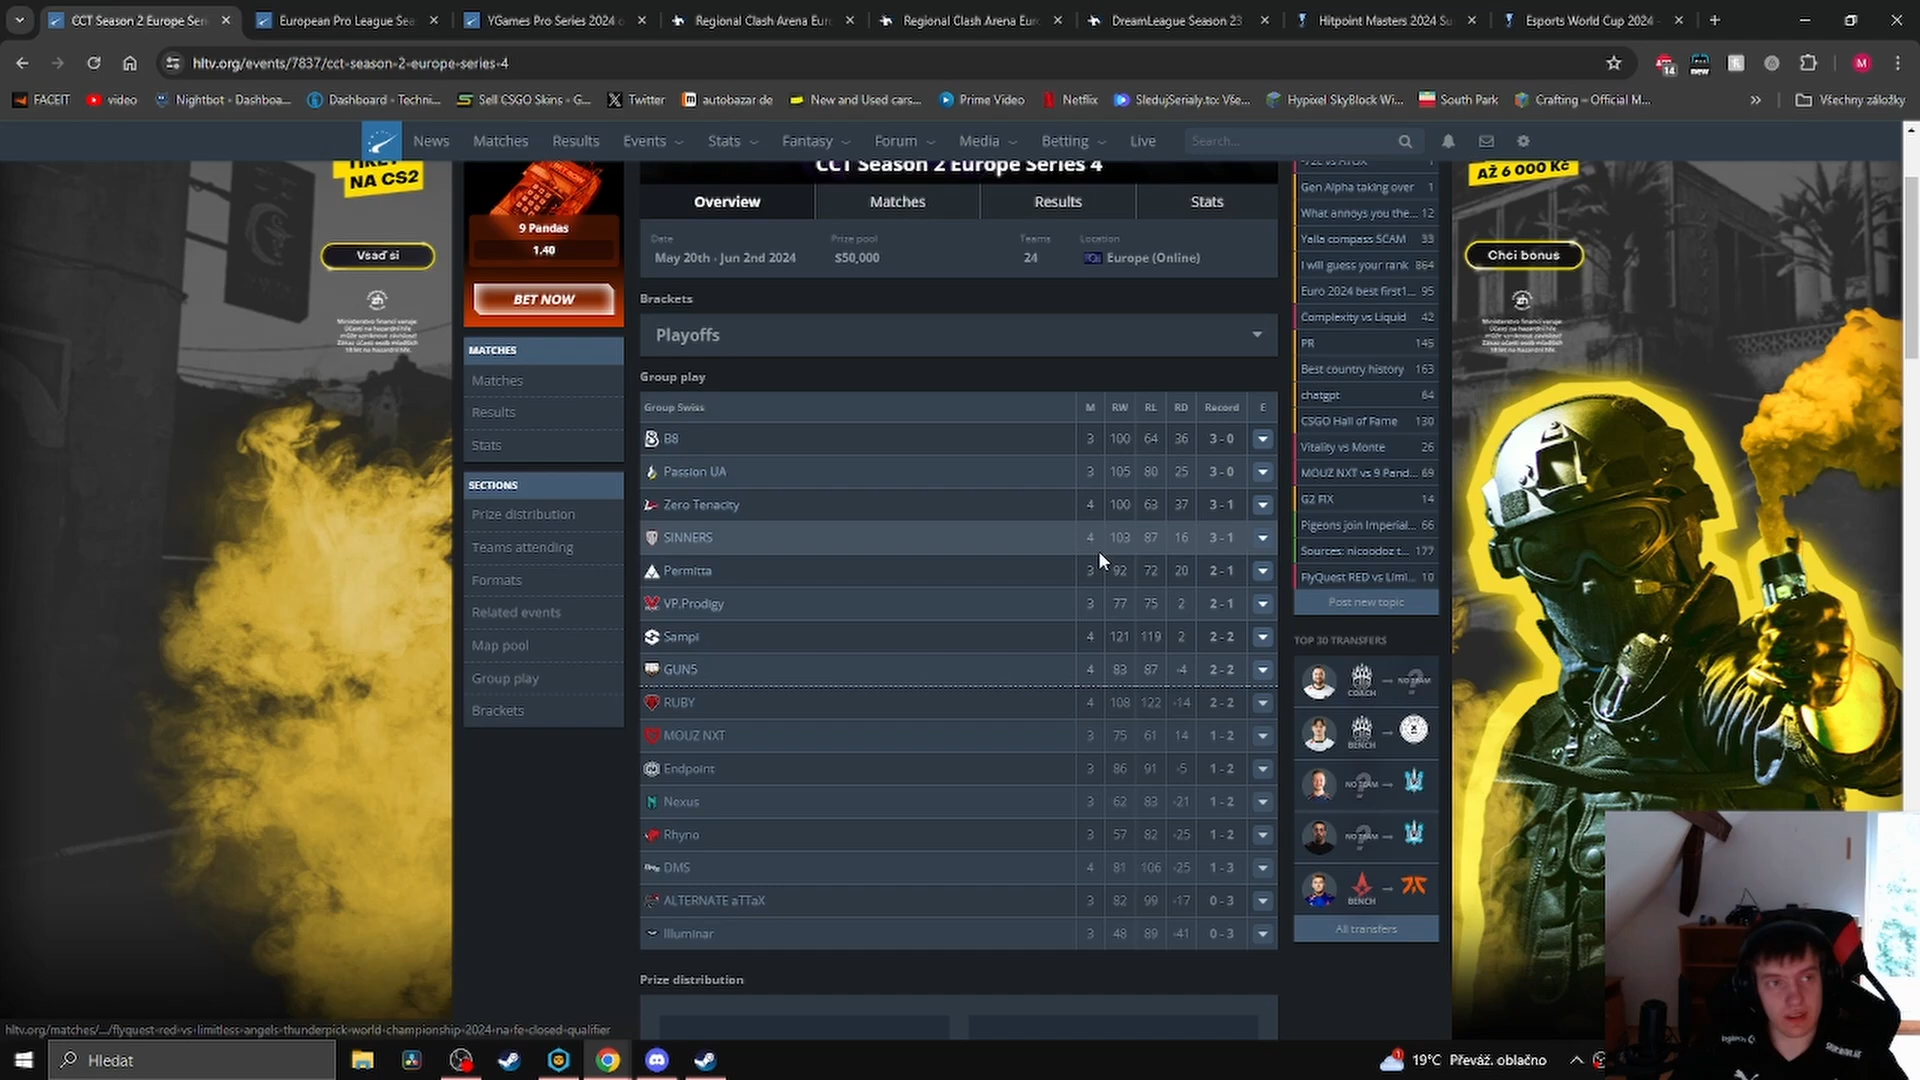 CCT Season 2 Europe Seri
European Pro League Sea
YGames Pro Series 2024 o
Regional Clash Arena Eur
Regional Clash Arena Eur
DreamLeague Season 23
Hitpoint Masters 2024 Su
Esports World Cup 2024 -
hltv.org/events/7837/cct-season-2-europe-series-4
14
new
M
FACEIT
video
Nightbot - Dashboa...
Dashboard - Techni...
Sell CSGO Skins - G...
Twitter
autobazar de
New and Used cars...
Prime Video
Netflix
SledujSerialy.to: Vše...
Hypixel SkyBlock Wi...
South Park
Crafting – Official M...
»
Všechny záložky
News
Matches
Results
Events
Stats
Fantasy
Forum
Media
Betting
Live
Search...
NA CS2
Vsaď si
9 Pandas
1.40
BET NOW
MATCHES
Matches
Results
Stats
SECTIONS
Prize distribution
Teams attending
Formats
Related events
Map pool
Group play
Brackets
CCT Season 2 Europe Series 4
Overview
Matches
Results
Stats
Date
Prize pool
Teams
Location
May 20th - Jun 2nd 2024
$50,000
24
Europe (Online)
Brackets
Playoffs
Group play
Group Swiss M RW RL RD Record E
B8 3 100 64 36 3 - 0
Passion UA 3 105 80 25 3 - 0
Zero Tenacity 4 100 63 37 3 - 1
SINNERS 4 103 87 16 3 - 1
Permitta 3 92 72 20 2 - 1
VP.Prodigy 3 77 75 2 2 - 1
Sampi 4 121 119 2 2 - 2
GUN5 4 83 87 -4 2 - 2
RUBY 4 108 122 -14 2 - 2
MOUZ NXT 3 75 61 14 1 - 2
Endpoint 3 86 91 -5 1 - 2
Nexus 3 62 83 -21 1 - 2
Rhyno 3 57 82 -25 1 - 2
DMS 4 81 106 -25 1 - 3
ALTERNATE aTTaX 3 82 99 -17 0 - 3
Illuminar 3 48 89 -41 0 - 3
Prize distribution
Gen Alpha taking over 1
What annoys you the... 12
Yalla compass SCAM 33
I will guess your rank 864
Euro 2024 best first1... 95
Complexity vs Liquid 42
PR 145
Best country history 163
chatgpt 64
CSGO Hall of Fame 130
Vitality vs Monte 26
MOUZ NXT vs 9 Pand... 69
G2 FIX 14
Pigeons join Imperial... 66
Sources: nicoodoz t... 177
FlyQuest RED vs Limi... 10
Post new topic
TOP 30 TRANSFERS
COACH
NO TEAM
BENCH
NO TEAM
NO TEAM
BENCH
All transfers
AŽ 6 000 Kč
Chci bonus
hltv.org/matches/.../flyquest-red-vs-limitless-angels-thunderpick-world-championship-2024-na-fe-closed-qualifier
Hledat
1
19°C Převáž. oblačno